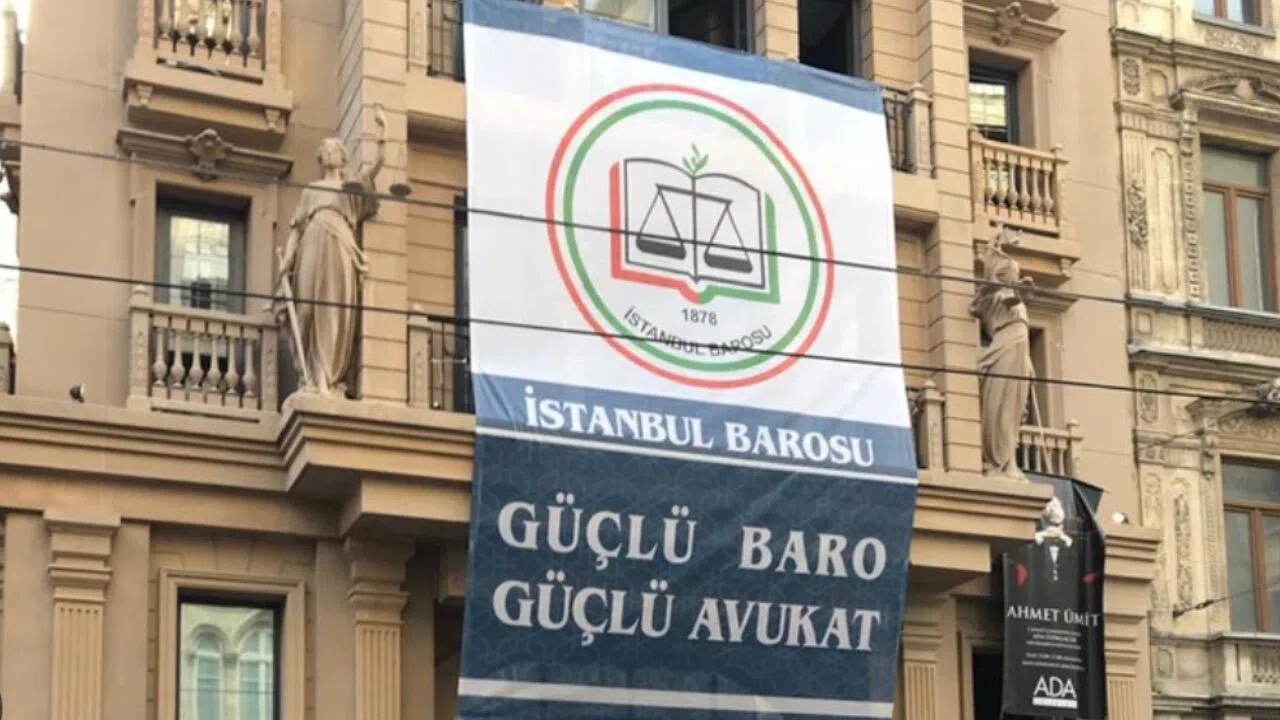 1878
İSTANBUL BAROSU
İSTANBUL BAROSU
GÜÇLÜ BARO
GÜÇLÜ AVUKAT
AHMET ÜMİT
ADA